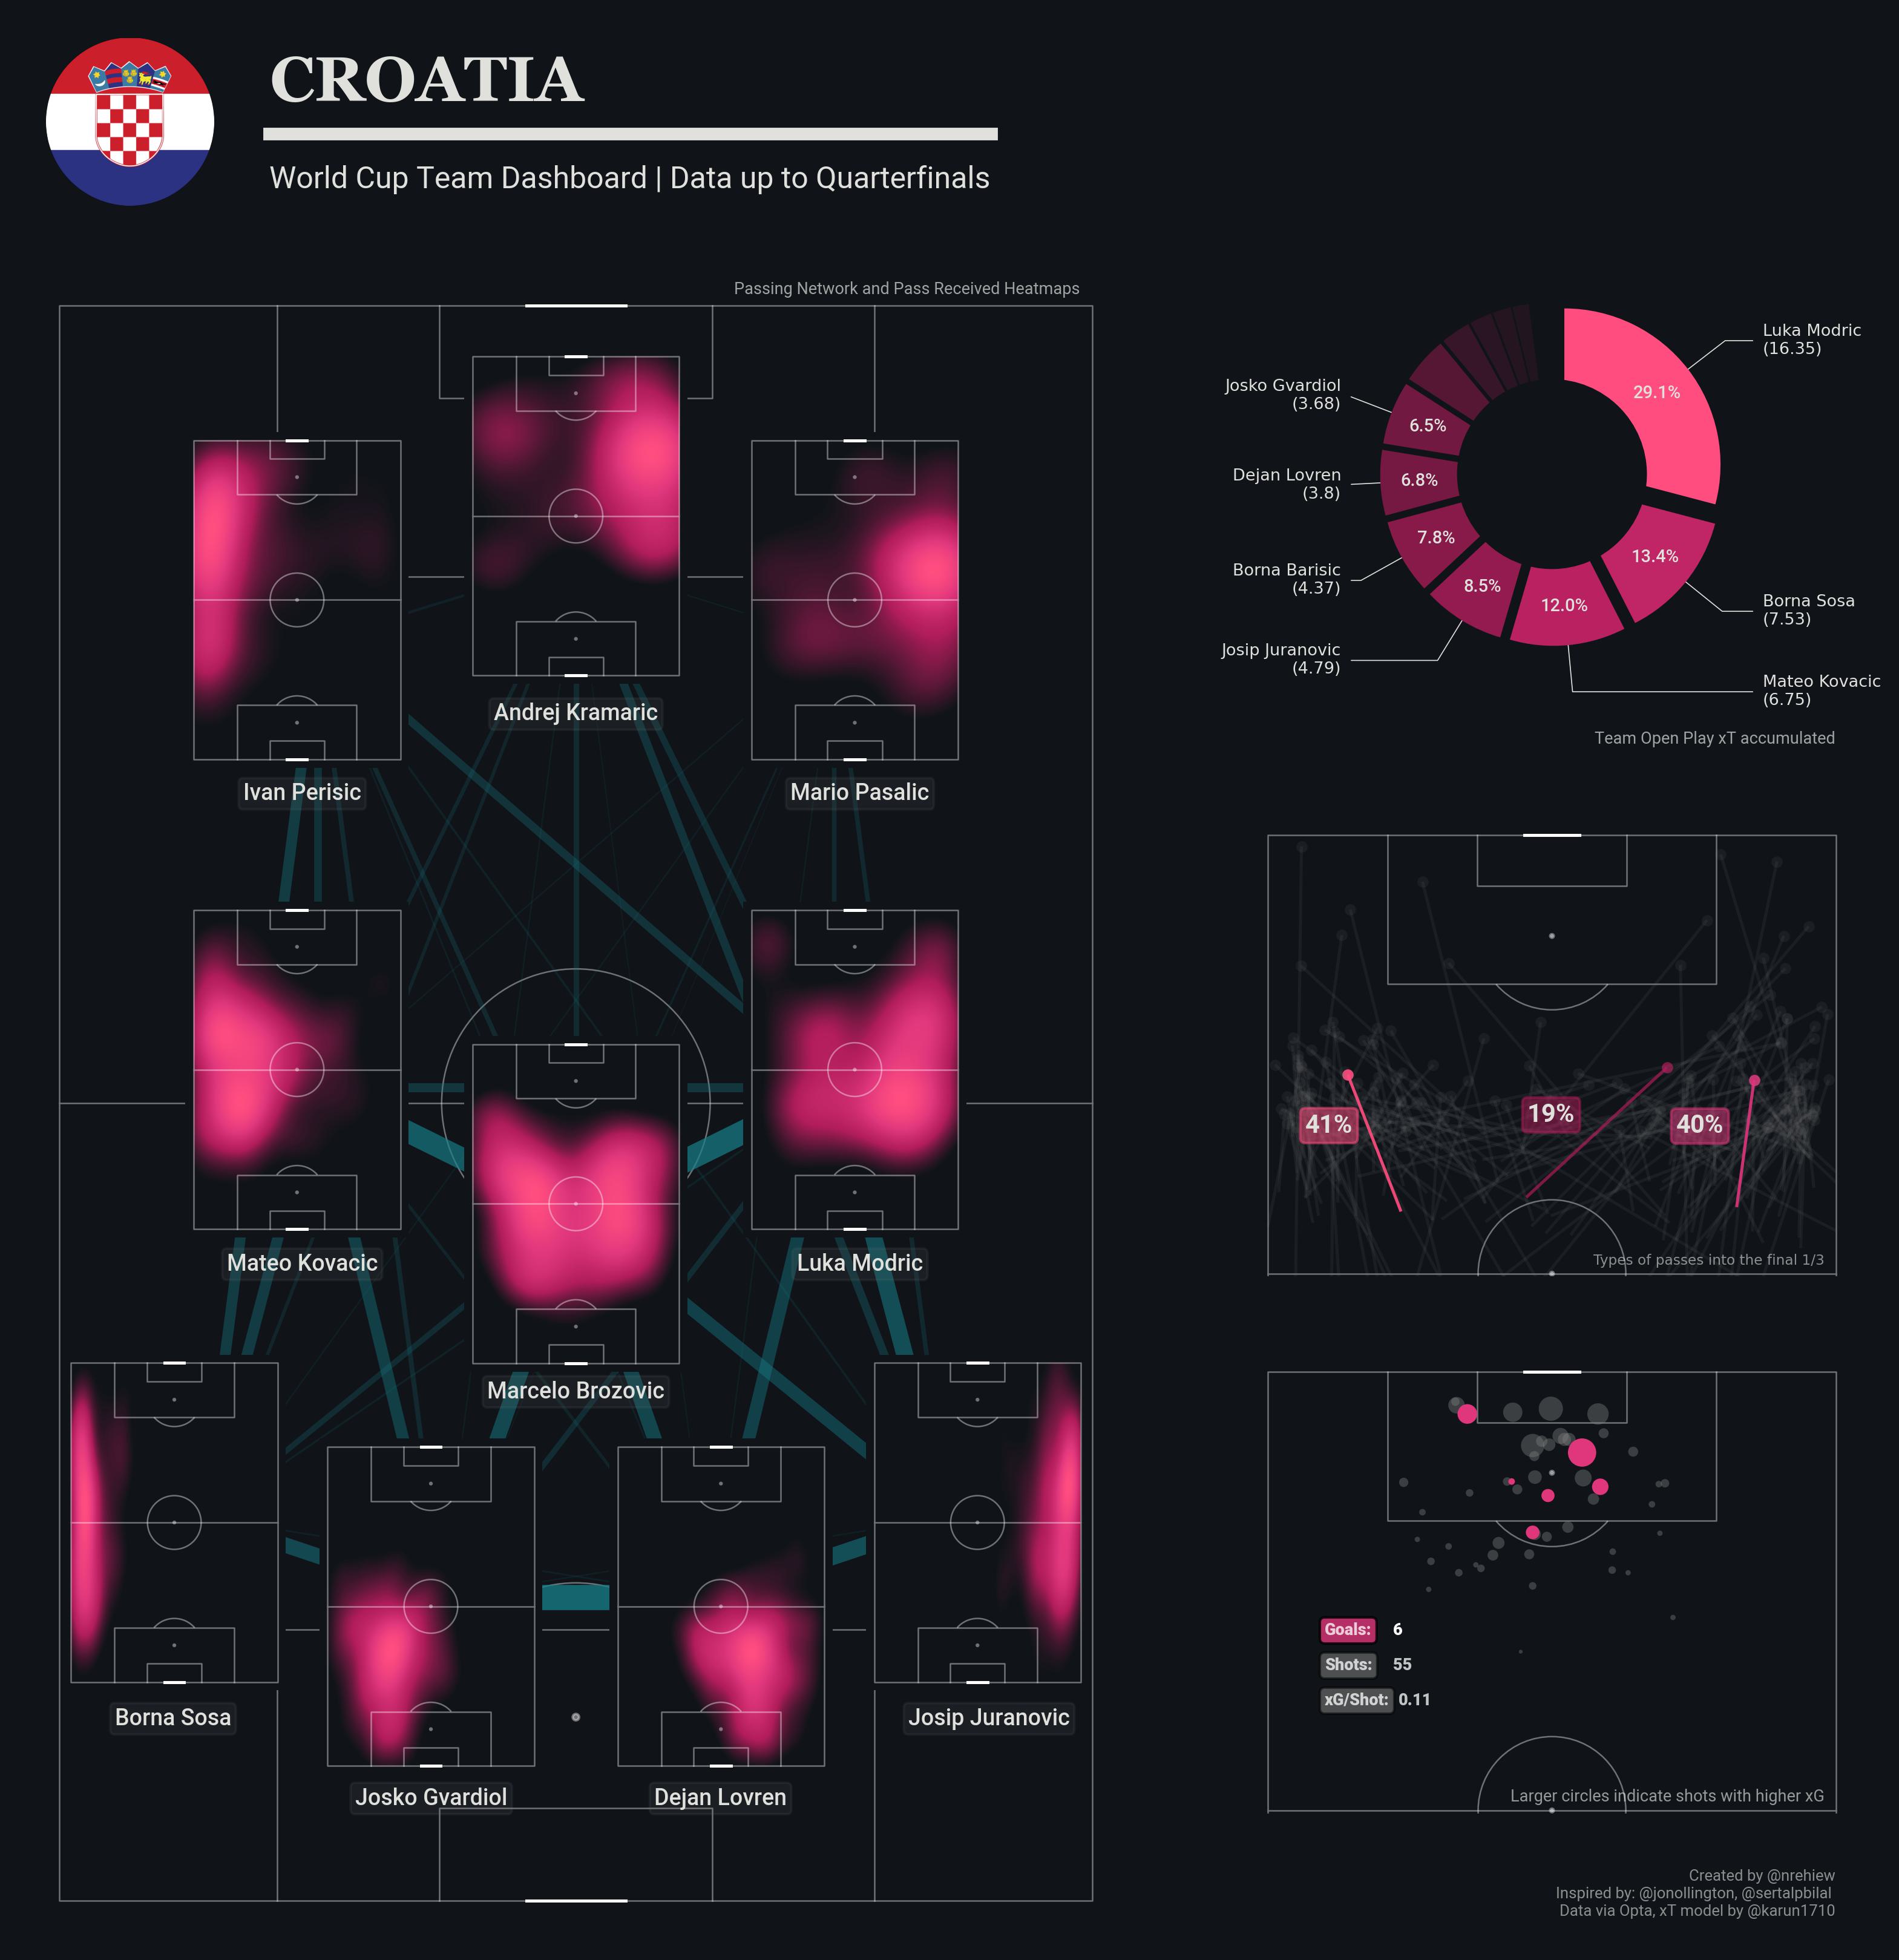 CROATIA
World Cup Team Dashboard | Data up to Quarterfinals
Passing Network and Pass Received Heatmaps
Andrej Kramaric
Ivan Perisic
Mario Pasalic
Mateo Kovacic
Luka Modric
Marcelo Brozovic
Borna Sosa
Josip Juranovic
Josko Gvardiol
Dejan Lovren
Luka Modric
(16.35)
29.1%
Borna Sosa
(7.53)
13.4%
Mateo Kovacic
(6.75)
12.0%
Josip Juranovic
(4.79)
8.5%
Borna Barisic
(4.37)
7.8%
Dejan Lovren
(3.8)
6.8%
Josko Gvardiol
(3.68)
6.5%
Team Open Play xT accumulated
41%
19%
40%
Types of passes into the final 1/3
Goals: 6
Shots: 55
xG/Shot: 0.11
Larger circles indicate shots with higher xG
Created by @nrehiew
Inspired by: @jonollington, @sertalpbilal
Data via Opta, xT model by @karun1710